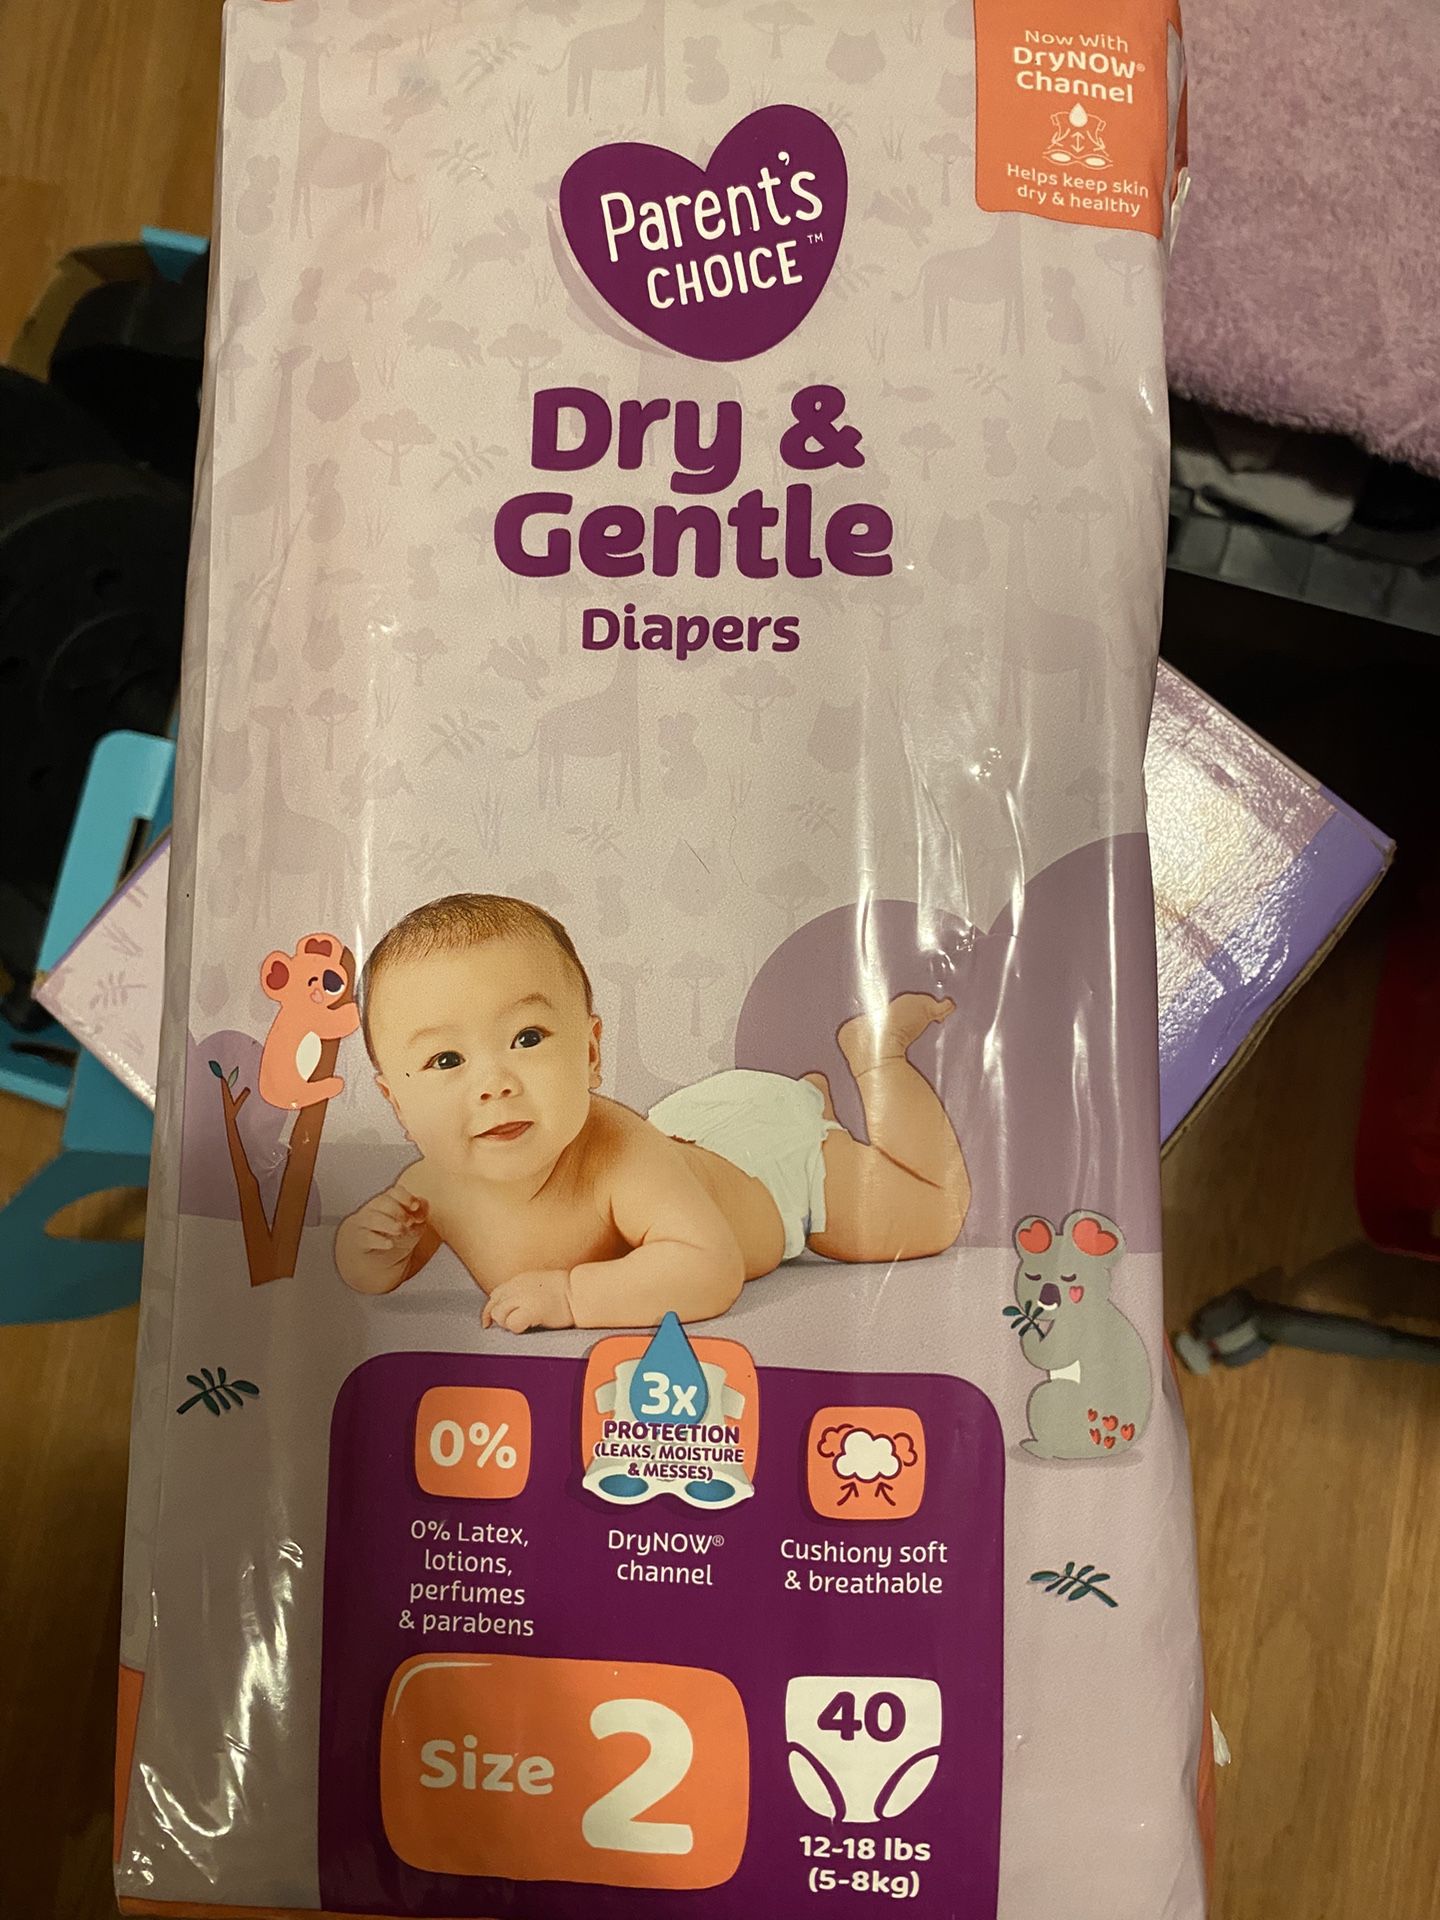 Now With
DryNOW®
Channel
Helps keep skin
dry & healthy
Parent's
CHOICE™
Dry &
Gentle
Diapers
0%
0% Latex,
lotions,
perfumes
& parabens
3x
PROTECTION
(LEAKS, MOISTURE
& MESSES)
DryNOW®
channel
Cushiony soft
& breathable
Size 2
40
12-18 lbs
(5-8kg)